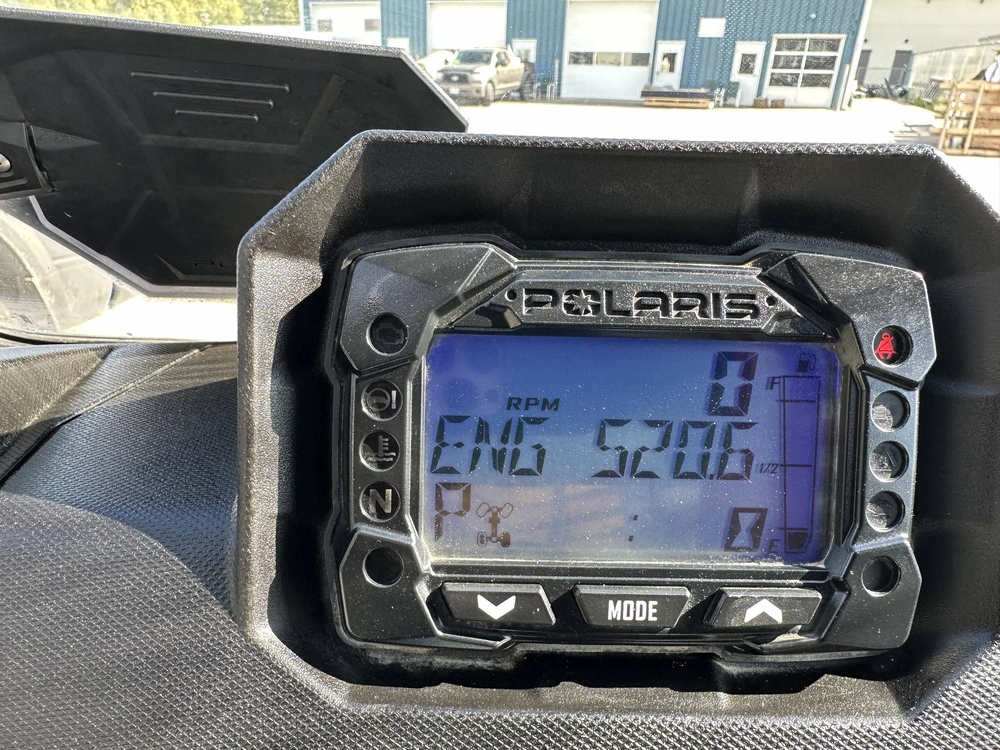 POLARIS
0
F
RPM
ENG 520.6
1/2
N
P
:
E
MODE